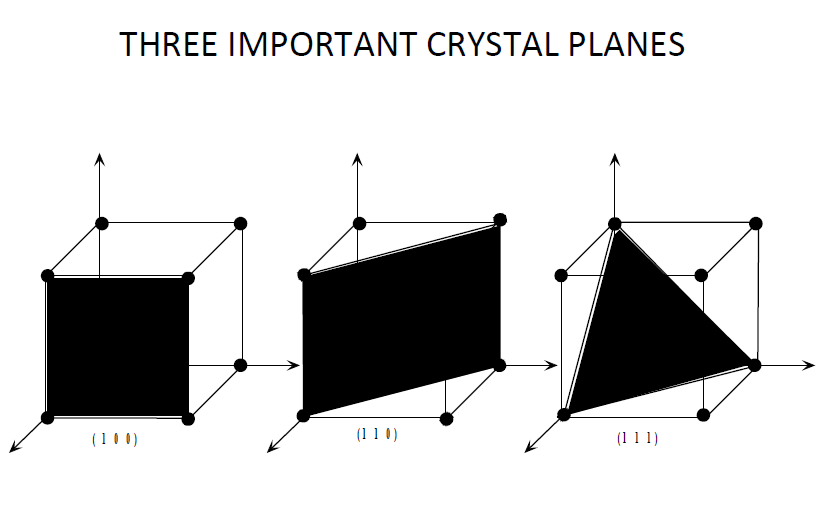 THREE IMPORTANT CRYSTAL PLANES
( 1 0 0 )
(1 1 0)
(1 1 1)